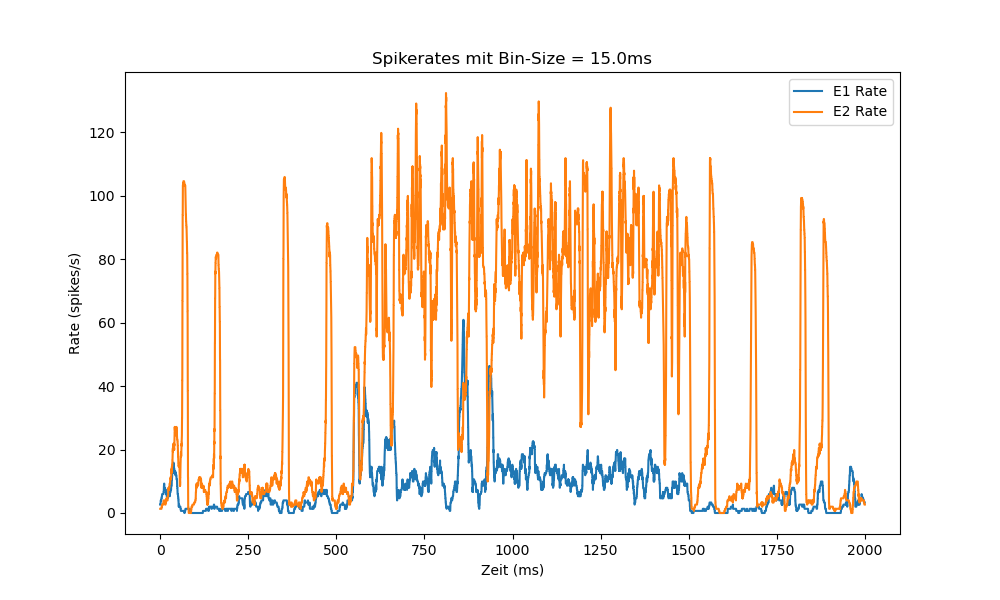 Spikerates mit Bin-Size = 15.0ms
E1 Rate
E2 Rate
Rate (spikes/s)
120
100
80
60
40
20
0
0 250 500 750 1000 1250 1500 1750 2000
Zeit (ms)